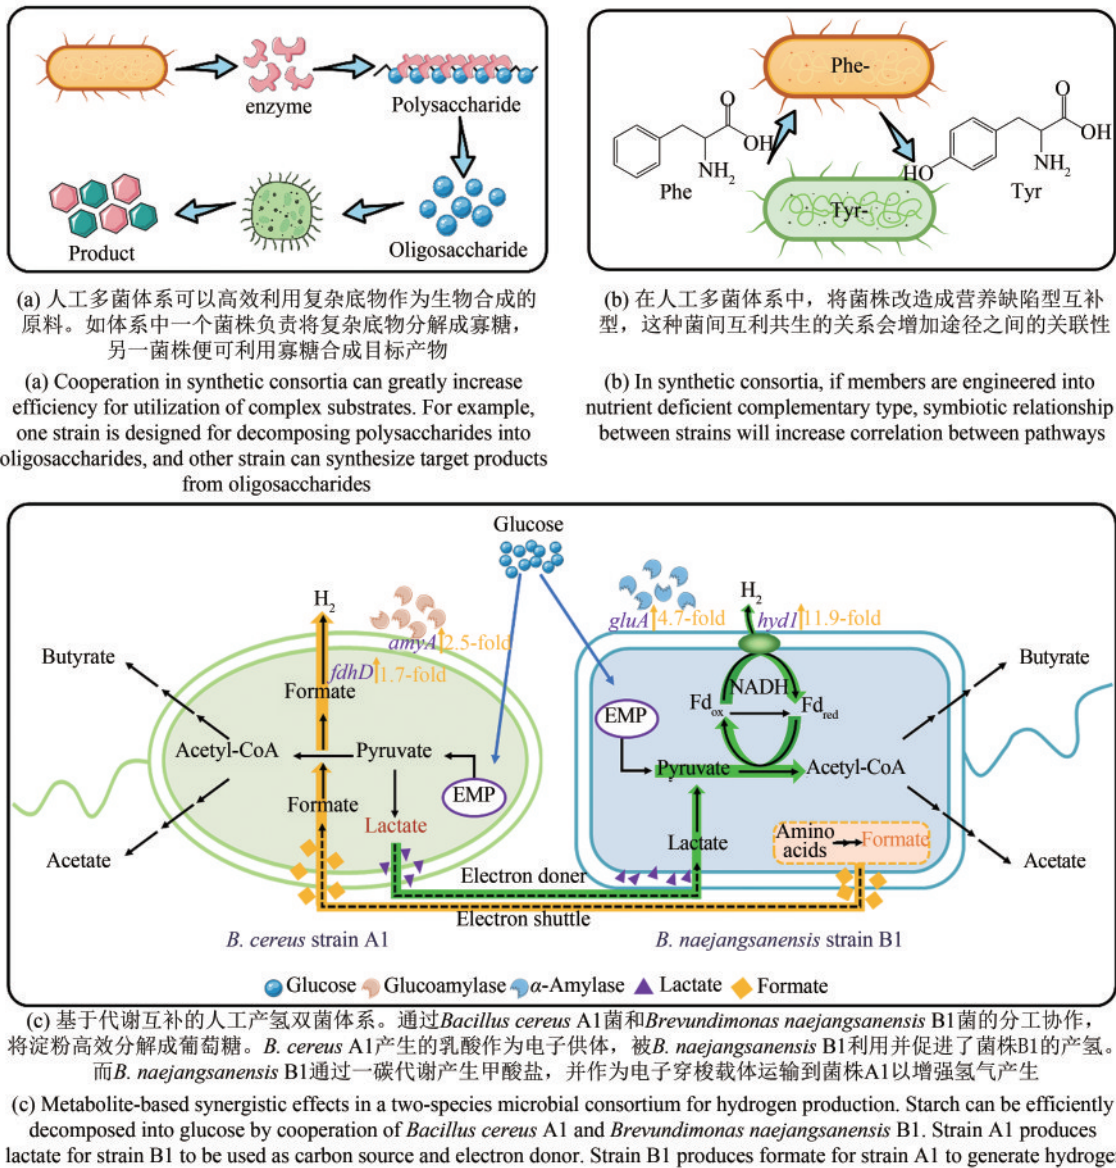 enzyme
Polysaccharide
Product
Oligosaccharide
Phe-
Phe
O
OH
NH2
Tyr-
HO
O
OH
NH2
Tyr
(a) 人工多菌体系可以高效利用复杂底物作为生物合成的
原料。如体系中一个菌株负责将复杂底物分解成寡糖，
另一菌株便可利用寡糖合成目标产物
(a) Cooperation in synthetic consortia can greatly increase
efficiency for utilization of complex substrates. For example,
one strain is designed for decomposing polysaccharides into
oligosaccharides, and other strain can synthesize target products
from oligosaccharides
(b) 在人工多菌体系中，将菌株改造成营养缺陷型互补
型，这种菌间互利共生的关系会增加途径之间的关联性
(b) In synthetic consortia, if members are engineered into
nutrient deficient complementary type, symbiotic relationship
between strains will increase correlation between pathways
Glucose
H2
amyA 2.5-fold
fdhD 1.7-fold
Butyrate
Formate
Acetyl-CoA
Pyruvate
EMP
Formate
Lactate
Acetate
gluA 4.7-fold
H2
hyd1 11.9-fold
Butyrate
NADH
EMP
Fdox
Fdred
Pyruvate
Acetyl-CoA
Lactate
Amino
acids
Formate
Acetate
Electron doner
Electron shuttle
B. cereus strain A1
B. naejangsanensis strain B1
Glucose Glucoamylase α-Amylase Lactate Formate
(c) 基于代谢互补的人工产氢双菌体系。通过Bacillus cereus A1菌和Brevundimonas naejangsanensis B1菌的分工协作，
将淀粉高效分解成葡萄糖。B. cereus A1产生的乳酸作为电子供体，被B. naejangsanensis B1利用并促进了菌株B1的产氢。
而B. naejangsanensis B1通过一碳代谢产生甲酸盐，并作为电子穿梭载体运输到菌株A1以增强氢气产生
(c) Metabolite-based synergistic effects in a two-species microbial consortium for hydrogen production. Starch can be efficiently
decomposed into glucose by cooperation of Bacillus cereus A1 and Brevundimonas naejangsanensis B1. Strain A1 produces
lactate for strain B1 to be used as carbon source and electron donor. Strain B1 produces formate for strain A1 to generate hydroge